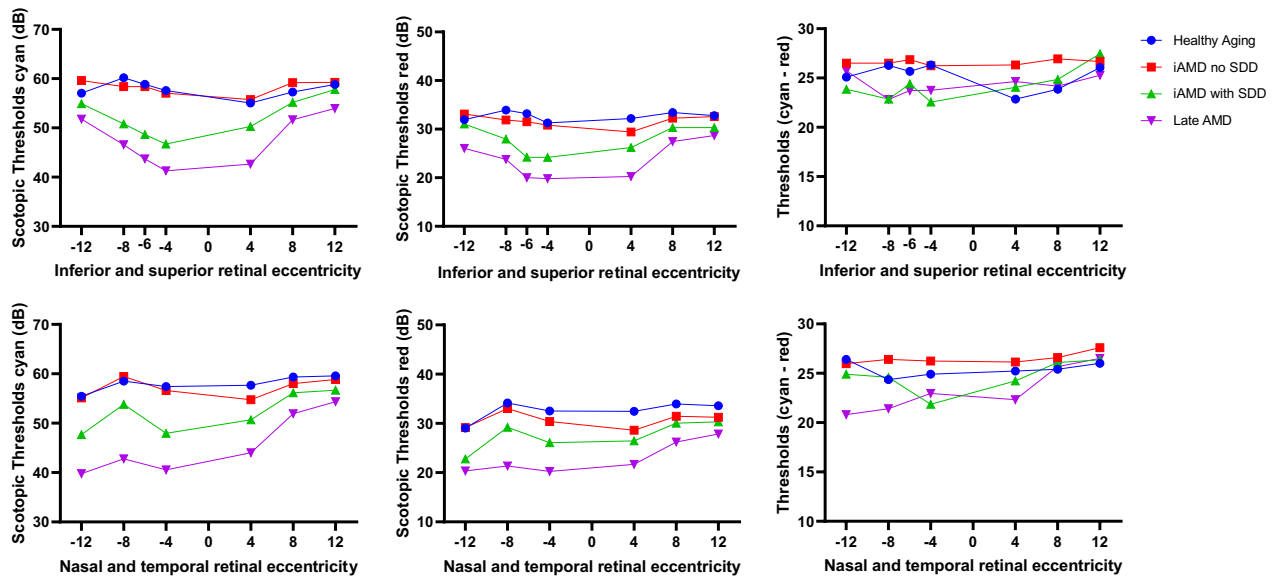 Scotopic Thresholds cyan (dB)
70
60
50
40
30
-12 -8 -6 -4 0 4 8 12
Inferior and superior retinal eccentricity
Scotopic Thresholds red (dB)
50
40
30
20
10
-12 -8 -6 -4 0 4 8 12
Inferior and superior retinal eccentricity
Thresholds (cyan - red)
30
25
20
15
10
-12 -8 -6 -4 0 4 8 12
Inferior and superior retinal eccentricity
Healthy Aging
iAMD no SDD
iAMD with SDD
Late AMD
Scotopic Thresholds cyan (dB)
70
60
50
40
30
-12 -8 -4 0 4 8 12
Nasal and temporal retinal eccentricity
Scotopic Thresholds red (dB)
50
40
30
20
10
-12 -8 -4 0 4 8 12
Nasal and temporal retinal eccentricity
Thresholds (cyan - red)
30
25
20
15
10
-12 -8 -4 0 4 8 12
Nasal and temporal retinal eccentricity